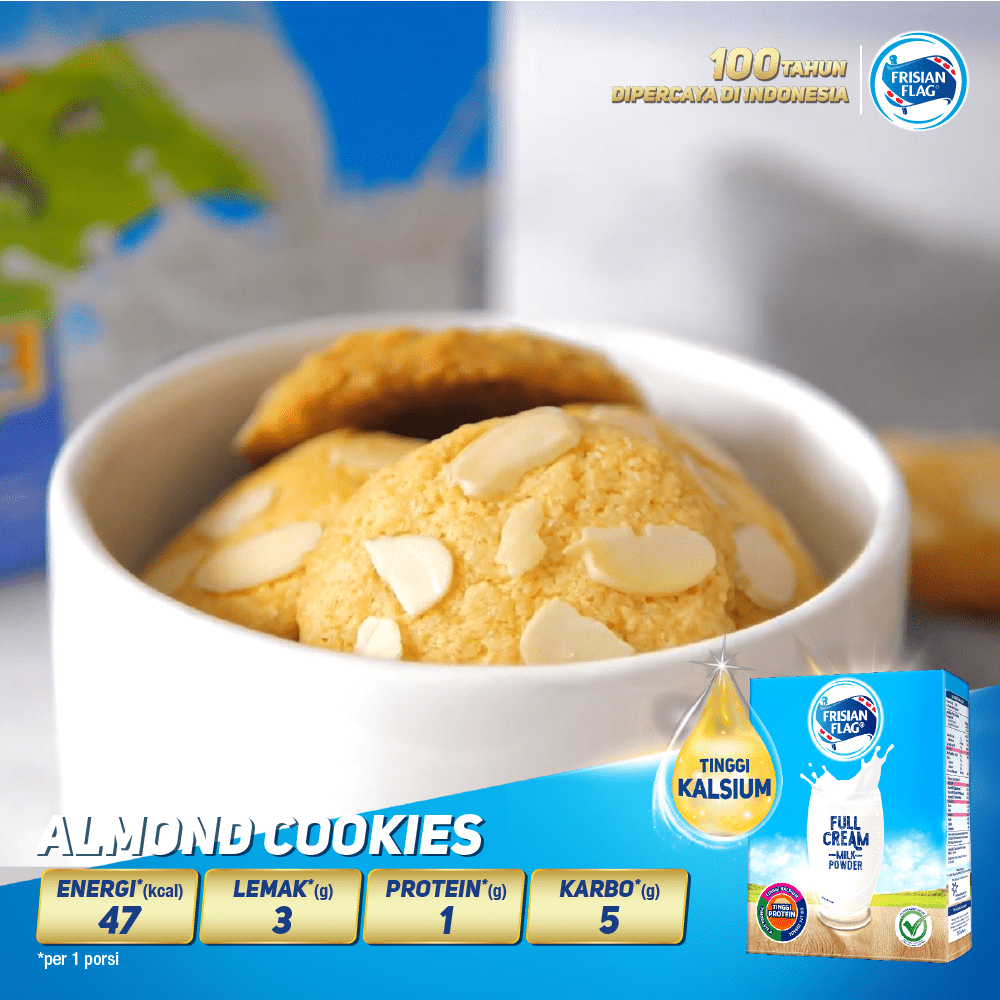 100 TAHUN
DIPERCAYA DI INDONESIA
FRISIAN
FLAG®
TINGGI
KALSIUM
FRISIAN
FLAG®
FULL
CREAM
MILK
POWDER
TINGGI
PROTEIN
ALMOND COOKIES
ENERGI*(kcal)
47
LEMAK*(g)
3
PROTEIN*(g)
1
KARBO*(g)
5
*per 1 porsi